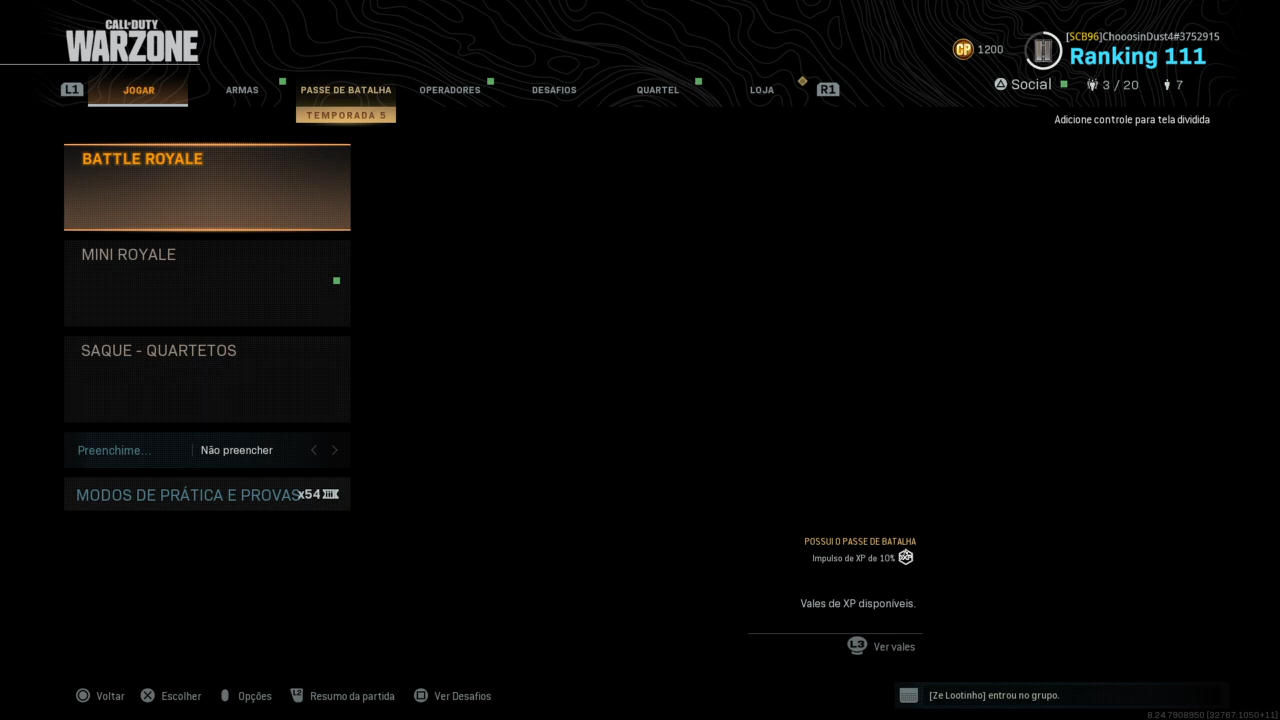 CALL OF DUTY
WARZONE
CP 1200
[SCB96]ChooosinDust4#3752915
Ranking 111
L1 JOGAR ARMAS PASSE DE BATALHA OPERADORES DESAFIOS QUARTEL LOJA R1
Social 3 / 20 7
TEMPORADA 5
Adicione controle para tela dividida
BATTLE ROYALE
MINI ROYALE
SAQUE - QUARTETOS
Preenchime... Não preencher
MODOS DE PRÁTICA E PROVAS x54
POSSUI O PASSE DE BATALHA
Impulso de XP de 10%
Vales de XP disponíveis.
L3 Ver vales
Voltar Escolher Opções L2 Resumo da partida Ver Desafios
[Ze Lootinho] entrou no grupo.
8.24.7908950 [32767:1050+11]